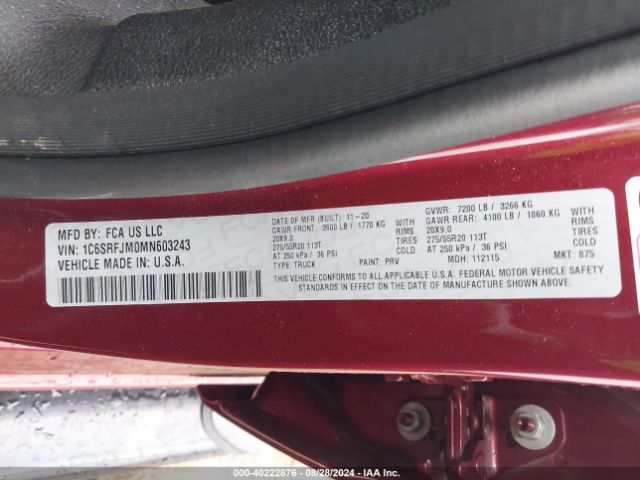 MFD BY: FCA US LLC
VIN: 1C6SRFJM0MN603243
VEHICLE MADE IN U.S.A.
DATE OF MFR (BUILT): 11-20
GAWR FRONT: 3900 LB / 1770 KG
WITH
20X9.0
RIMS
275/55R20 113T
TIRES
AT 250 kPa / 36 PSI
COLD
TYPE: TRUCK
PAINT: PRV
GVWR: 7200 LB / 3266 KG
GAWR REAR: 4100 LB / 1860 KG
WITH
20X9.0
RIMS
275/55R20 113T
TIRES
AT 250 kPa / 36 PSI
COLD
MDH: 112115
MKT: 875
THIS VEHICLE CONFORMS TO ALL APPLICABLE U.S.A. FEDERAL MOTOR VEHICLE SAFETY
STANDARDS IN EFFECT ON THE DATE OF MANUFACTURE SHOWN ABOVE.
000-40222876 - 08/28/2024 - IAA Inc.